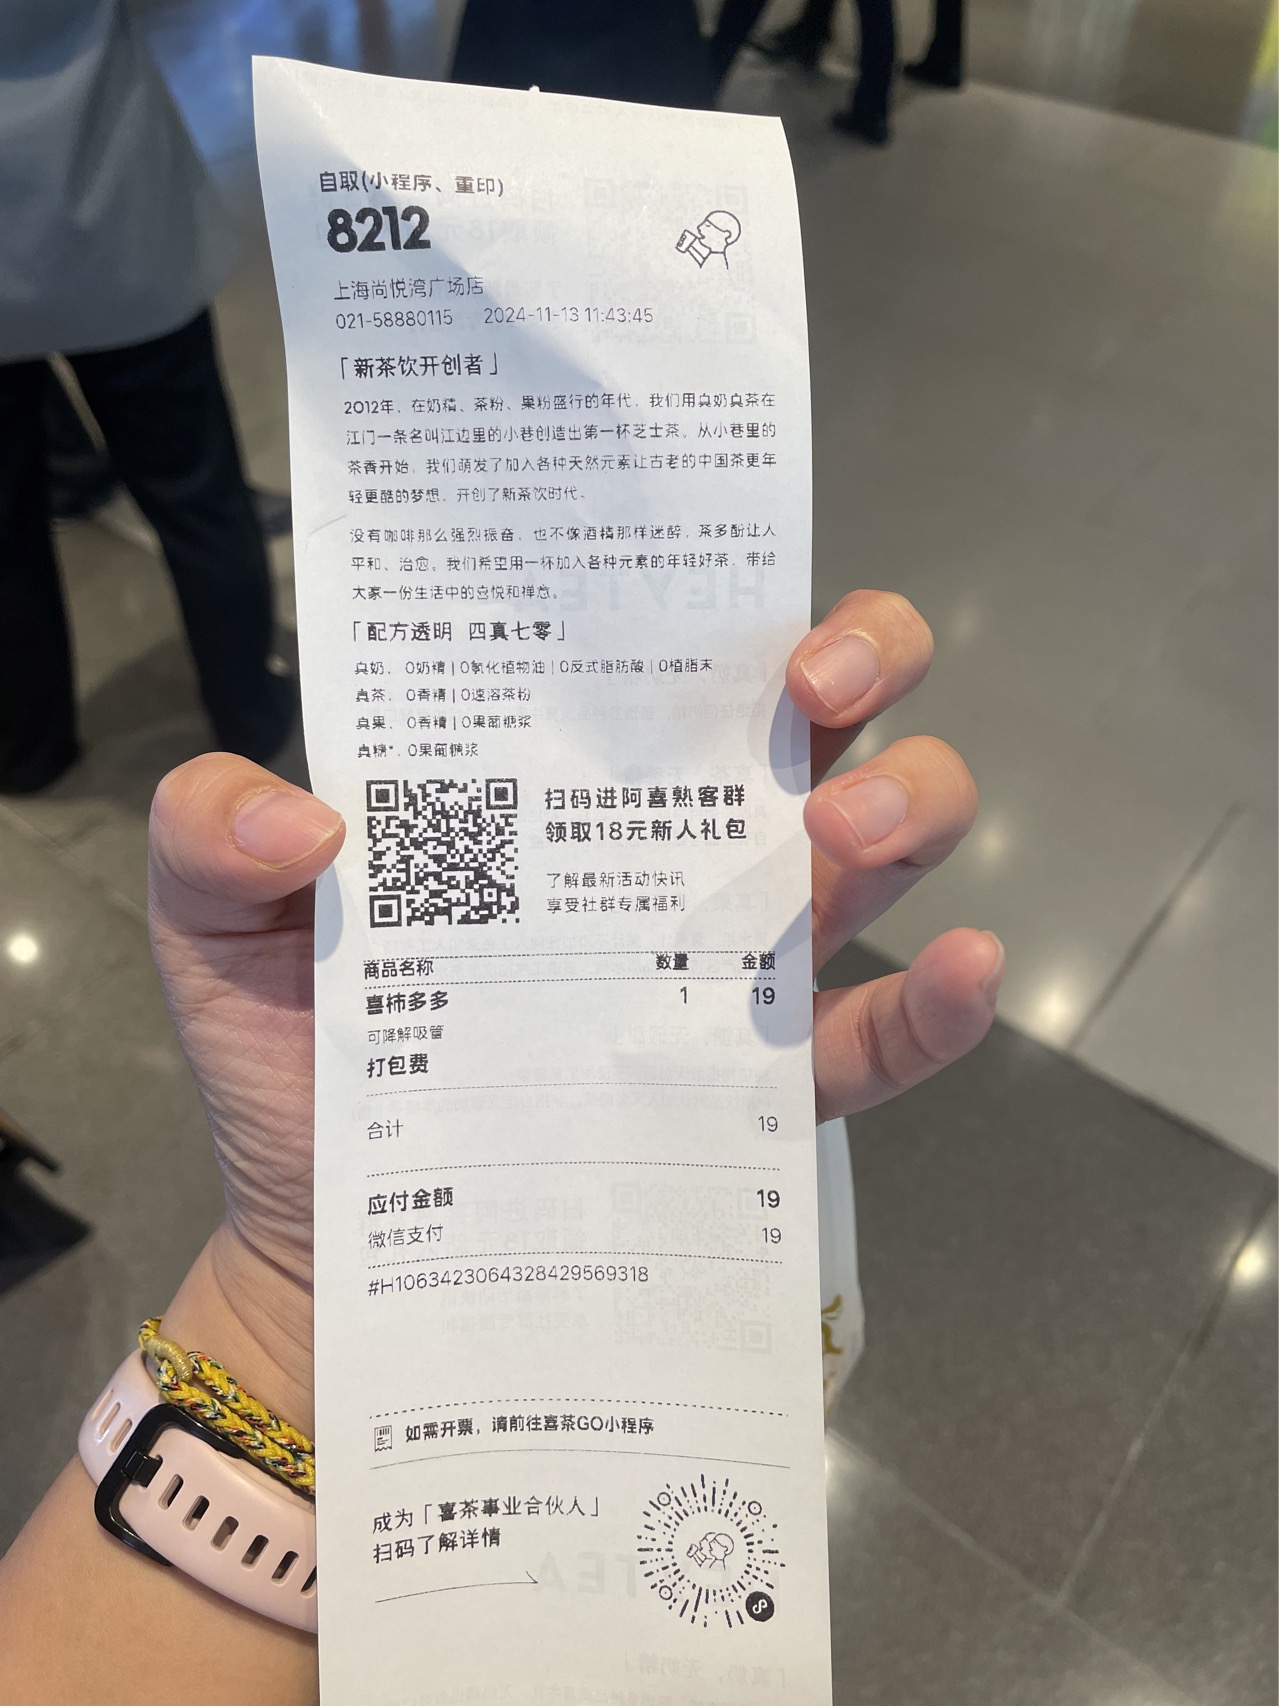 自取(小程序、重印)
8212
上海尚悦湾广场店
021-58880115 2024-11-13 11:43:45
「新茶饮开创者」
2012年，在奶精、茶粉、果粉盛行的年代，我们用真奶真茶在
江门一条名叫江边里的小巷创造出第一杯芝士茶。从小巷里的
茶香开始，我们萌发了加入各种天然元素让古老的中国茶更年
轻更酷的梦想，开创了新茶饮时代。
没有咖啡那么强烈振奋，也不像酒精那样迷醉，茶多酚让人
平和、治愈。我们希望用一杯加入各种元素的年轻好茶，带给
大家一份生活中的喜悦和禅意。
「配方透明 四真七零」
真奶，0奶精|0氢化植物油|0反式脂肪酸|0植脂末
真茶，0香精|0速溶茶粉
真果，0香精|0果葡糖浆
真糖*，0果葡糖浆
扫码进阿喜熟客群
领取18元新人礼包
了解最新活动快讯
享受社群专属福利
商品名称 数量 金额
喜柿多多 1 19
可降解吸管
打包费
合计 19
应付金额 19
微信支付 19
#H1063423064328429569318
如需开票，请前往喜茶GO小程序
成为「喜茶事业合伙人」
扫码了解详情